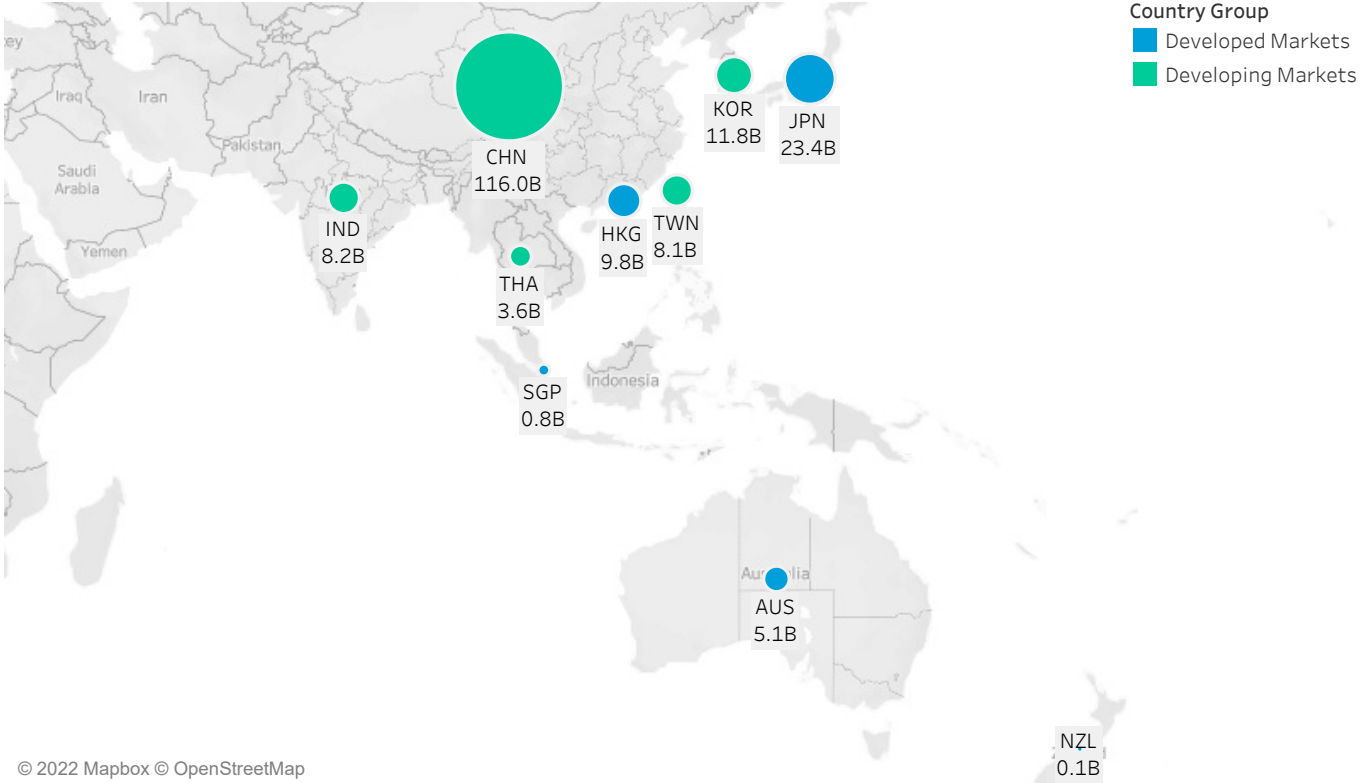 Country Group
Developed Markets
Developing Markets
ey
Iraq
Iran
Pakistan
Saudi
Arabia
Yemen
CHN
116.0B
KOR
11.8B
JPN
23.4B
IND
8.2B
HKG
9.8B
TWN
8.1B
THA
3.6B
SGP
0.8B
Indonesia
AUS
5.1B
NZL
0.1B
© 2022 Mapbox © OpenStreetMap